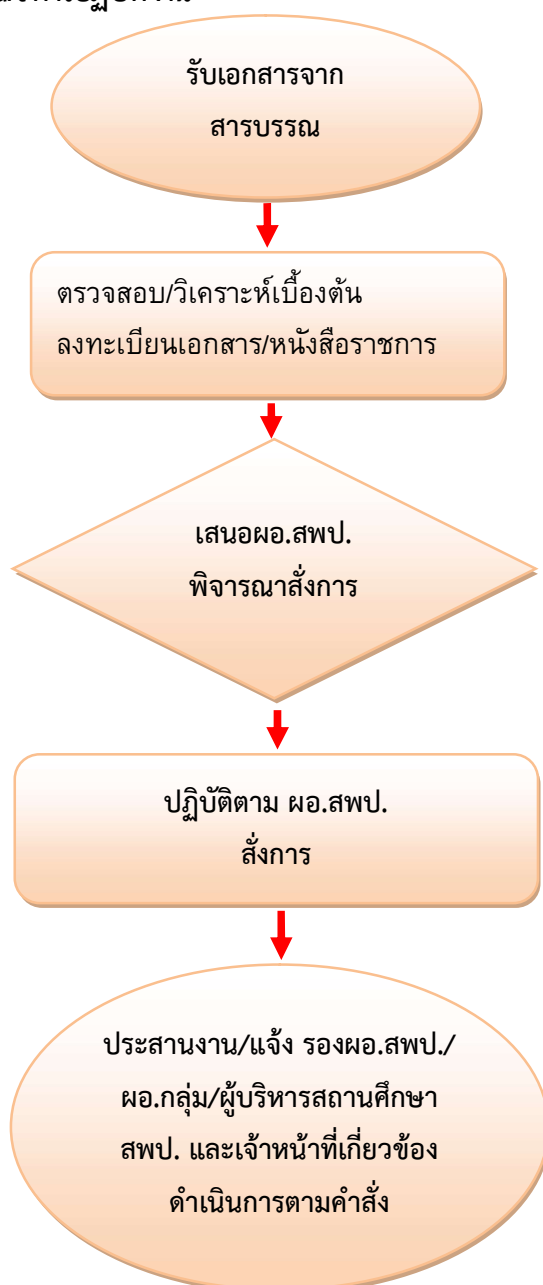 รับเอกสารจาก
สารบรรณ
ตรวจสอบ/วิเคราะห์เบื้องต้น
ลงทะเบียนเอกสาร/หนังสือราชการ
เสนอผอ.สพป.
พิจารณาสั่งการ
ปฏิบัติตาม ผอ.สพป.
สั่งการ
ประสานงาน/แจ้ง รองผอ.สพป./
ผอ.กลุ่ม/ผู้บริหารสถานศึกษา
สพป. และเจ้าหน้าที่เกี่ยวข้อง
ดำเนินการตามคำสั่ง